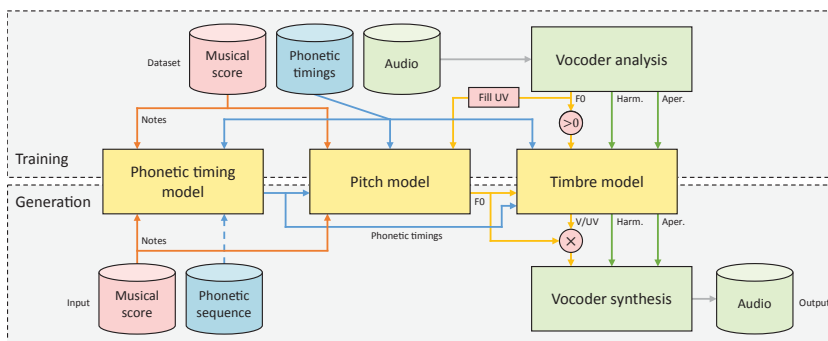 Dataset
Musical
score
Phonetic
timings
Audio
Vocoder analysis
Fill UV
F0
Harm.
Aper.
>0
Notes
Training
Phonetic timing
model
Pitch model
Timbre model
Generation
F0
V/UV
Harm.
Aper.
Notes
Phonetic timings
×
Input
Musical
score
Phonetic
sequence
Vocoder synthesis
Audio
Output